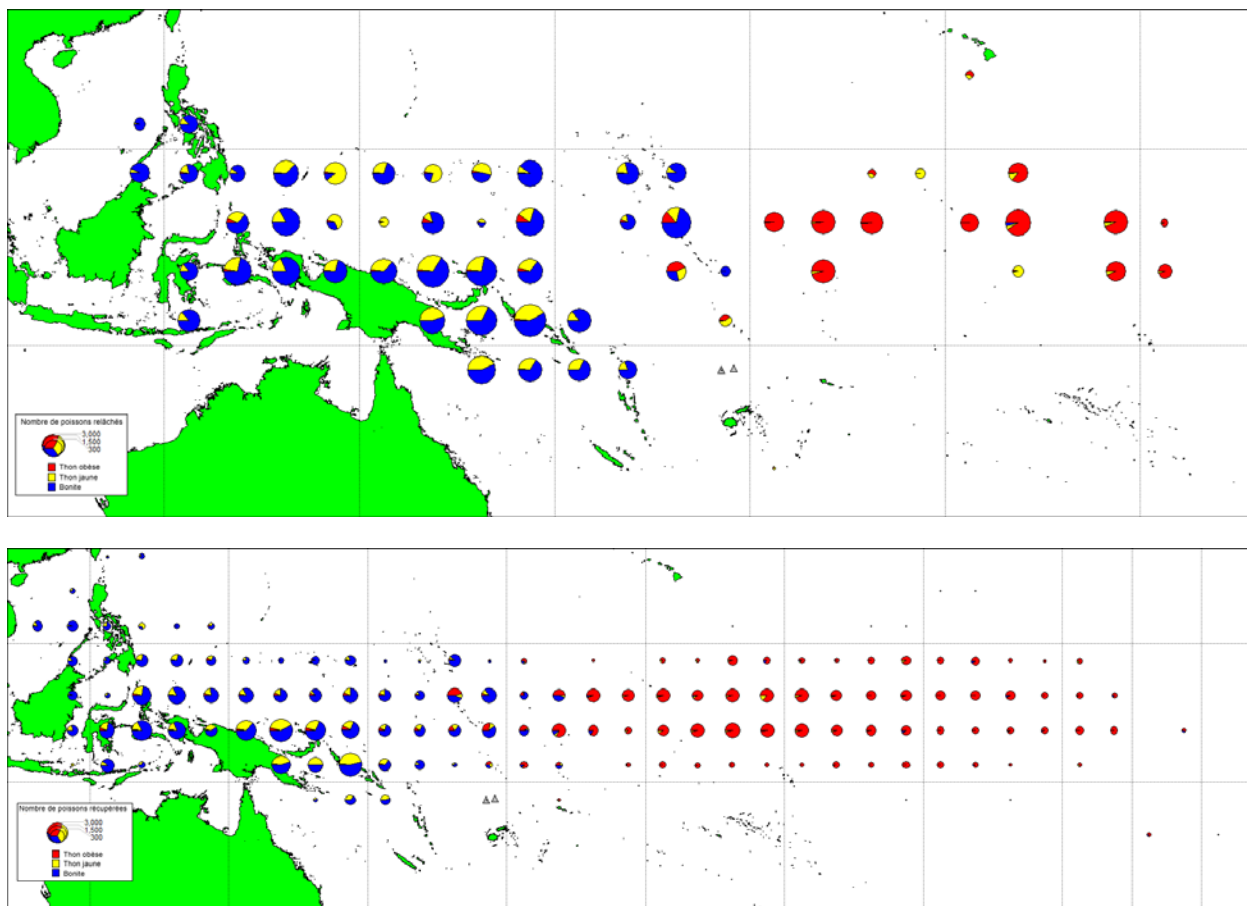 Nombre de poissons relâchés
3,000
1,500
300
Thon obèse
Thon jaune
Bonite
Nombre de poissons récupérées
3,000
1,500
300
Thon obèse
Thon jaune
Bonite